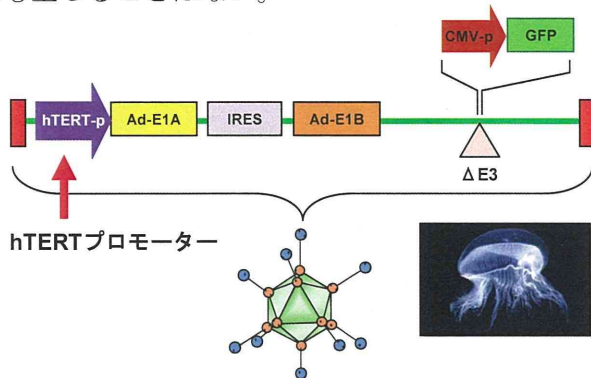 CMV-p GFP
hTERT-p Ad-E1A IRES Ad-E1B
Δ E3
hTERTプロモーター